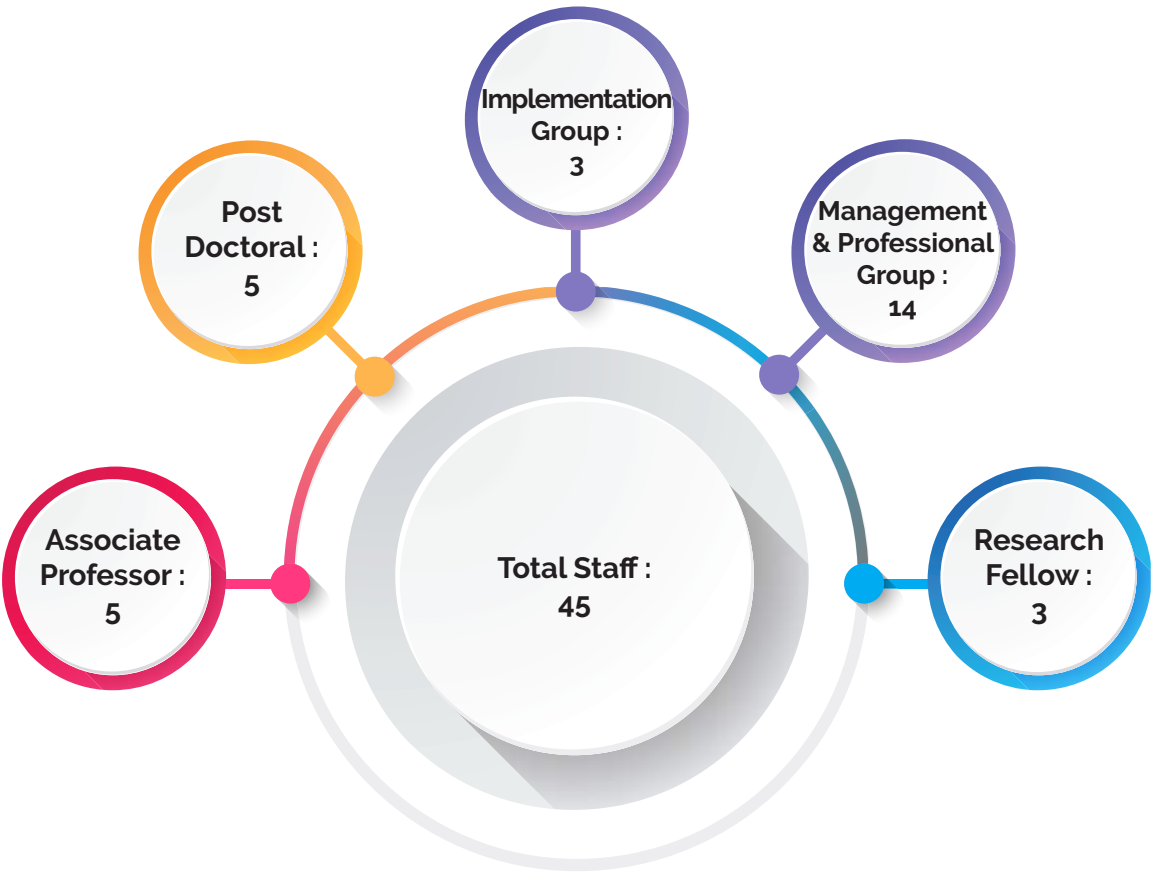 Implementation
Group :
3
Post
Doctoral :
5
Management
& Professional
Group :
14
Associate
Professor :
5
Total Staff :
45
Research
Fellow :
3